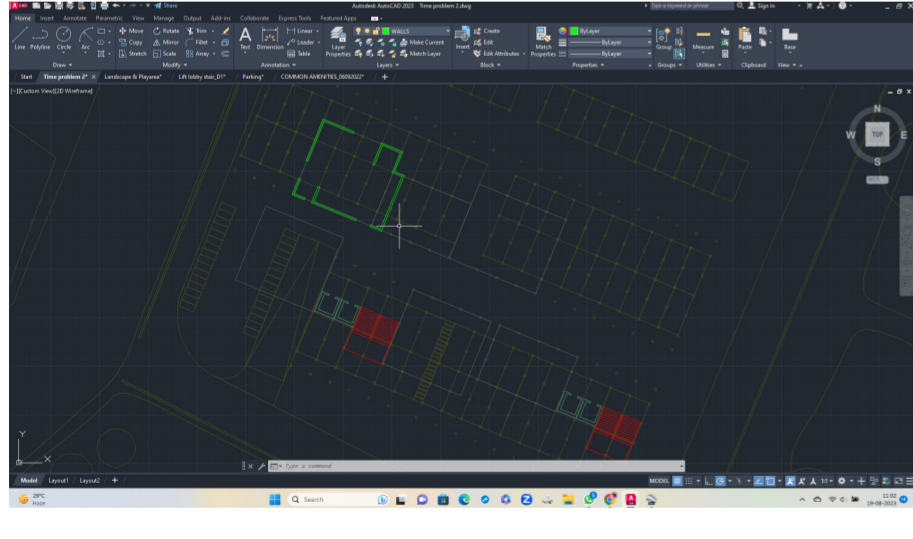 CAD Share Autodesk AutoCAD 2023 Time problem 2.dwg Type a keyword or phrase Sign In
Home Insert Annotate Parametric View Manage Output Add-ins Collaborate Express Tools Featured Apps
Move Rotate Trim Linear WALLS Create ByLayer
Copy Mirror Fillet Leader Make Current Edit ByLayer
Line Polyline Circle Arc Stretch Scale Array Text Dimension Table Layer Properties Match Layer Insert Edit Attributes Match Properties ByLayer Group Measure Paste Base
Draw Modify Annotation Layers Block Properties Groups Utilities Clipboard View
Start Time problem 2* Landscape & Playarea* Lift lobby stair_01* Parking* COMMON AMENITIES_06092022* +
[-][Custom View][2D Wireframe]
N
W TOP E
S
WCS
Y
X
Type a command
Model Layout1 Layout2 + MODEL 1:1
29°C
Haze
Search
11:02
19-08-2023